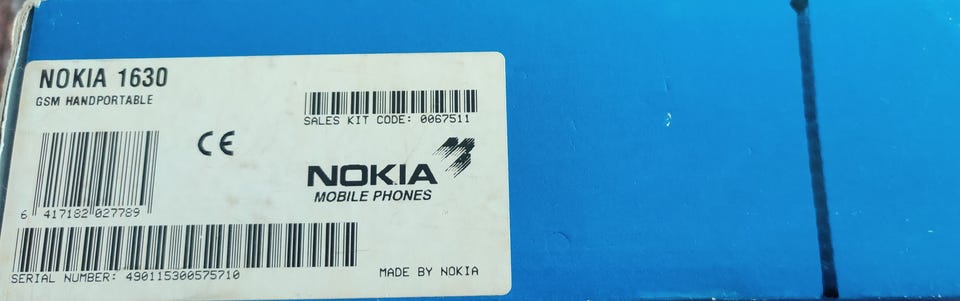 NOKIA 1630
GSM HANDPORTABLE
SALES KIT CODE: 0067511
CE
NOKIA
MOBILE PHONES
6 417182 027789
SERIAL NUMBER: 490115300575710
MADE BY NOKIA